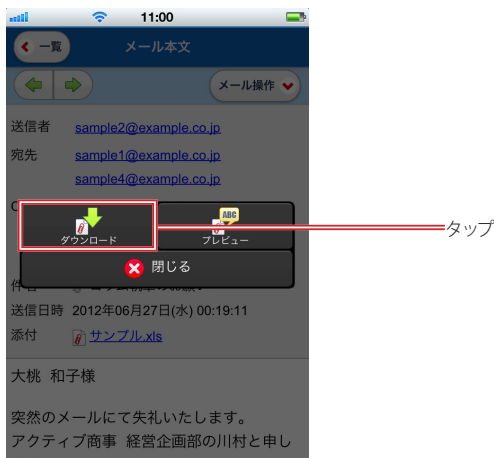 11:00
一覧
メール本文
メール操作
送信者 sample2@example.co.jp
宛先 sample1@example.co.jp
sample4@example.co.jp
C
ABC
ダウンロード
プレビュー
タップ
閉じる
件名
送信日時 2012年06月27日(水) 00:19:11
添付 サンプル.xls
大桃 和子様
突然のメールにて失礼いたします。
アクティブ商事 経営企画部の川村と申し